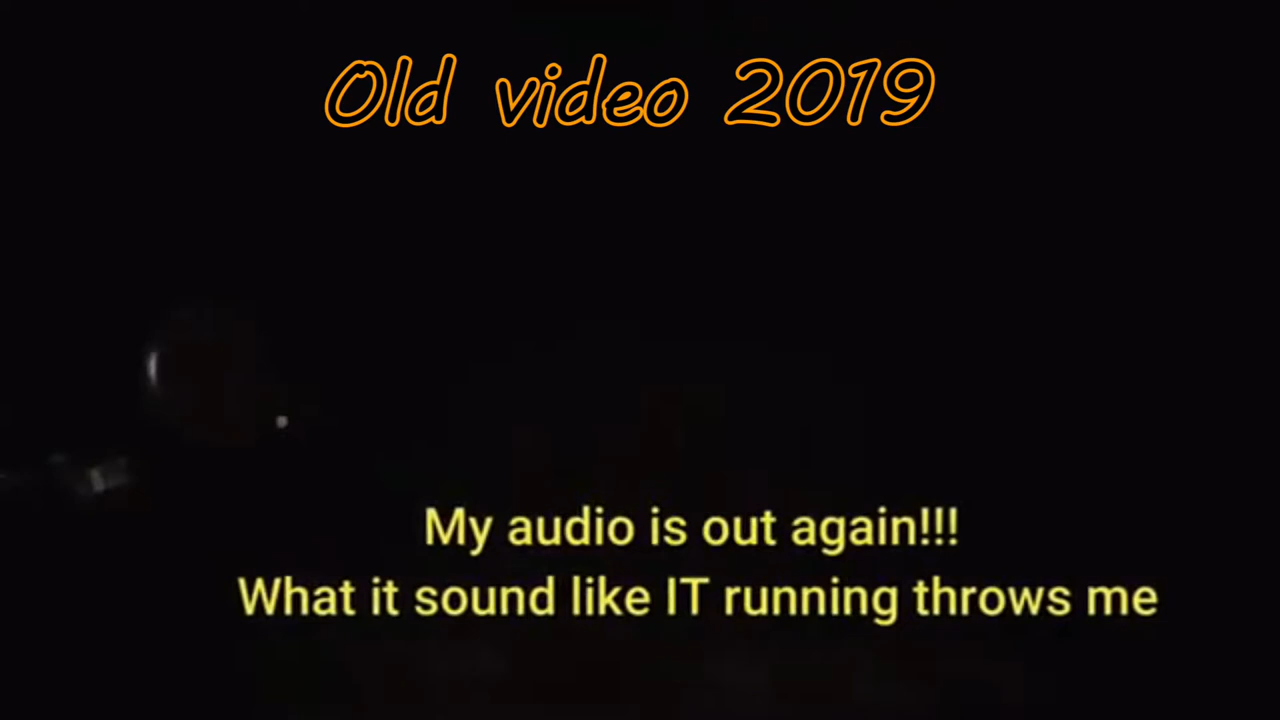 Old video 2019
My audio is out again!!!
What it sound like IT running throws me